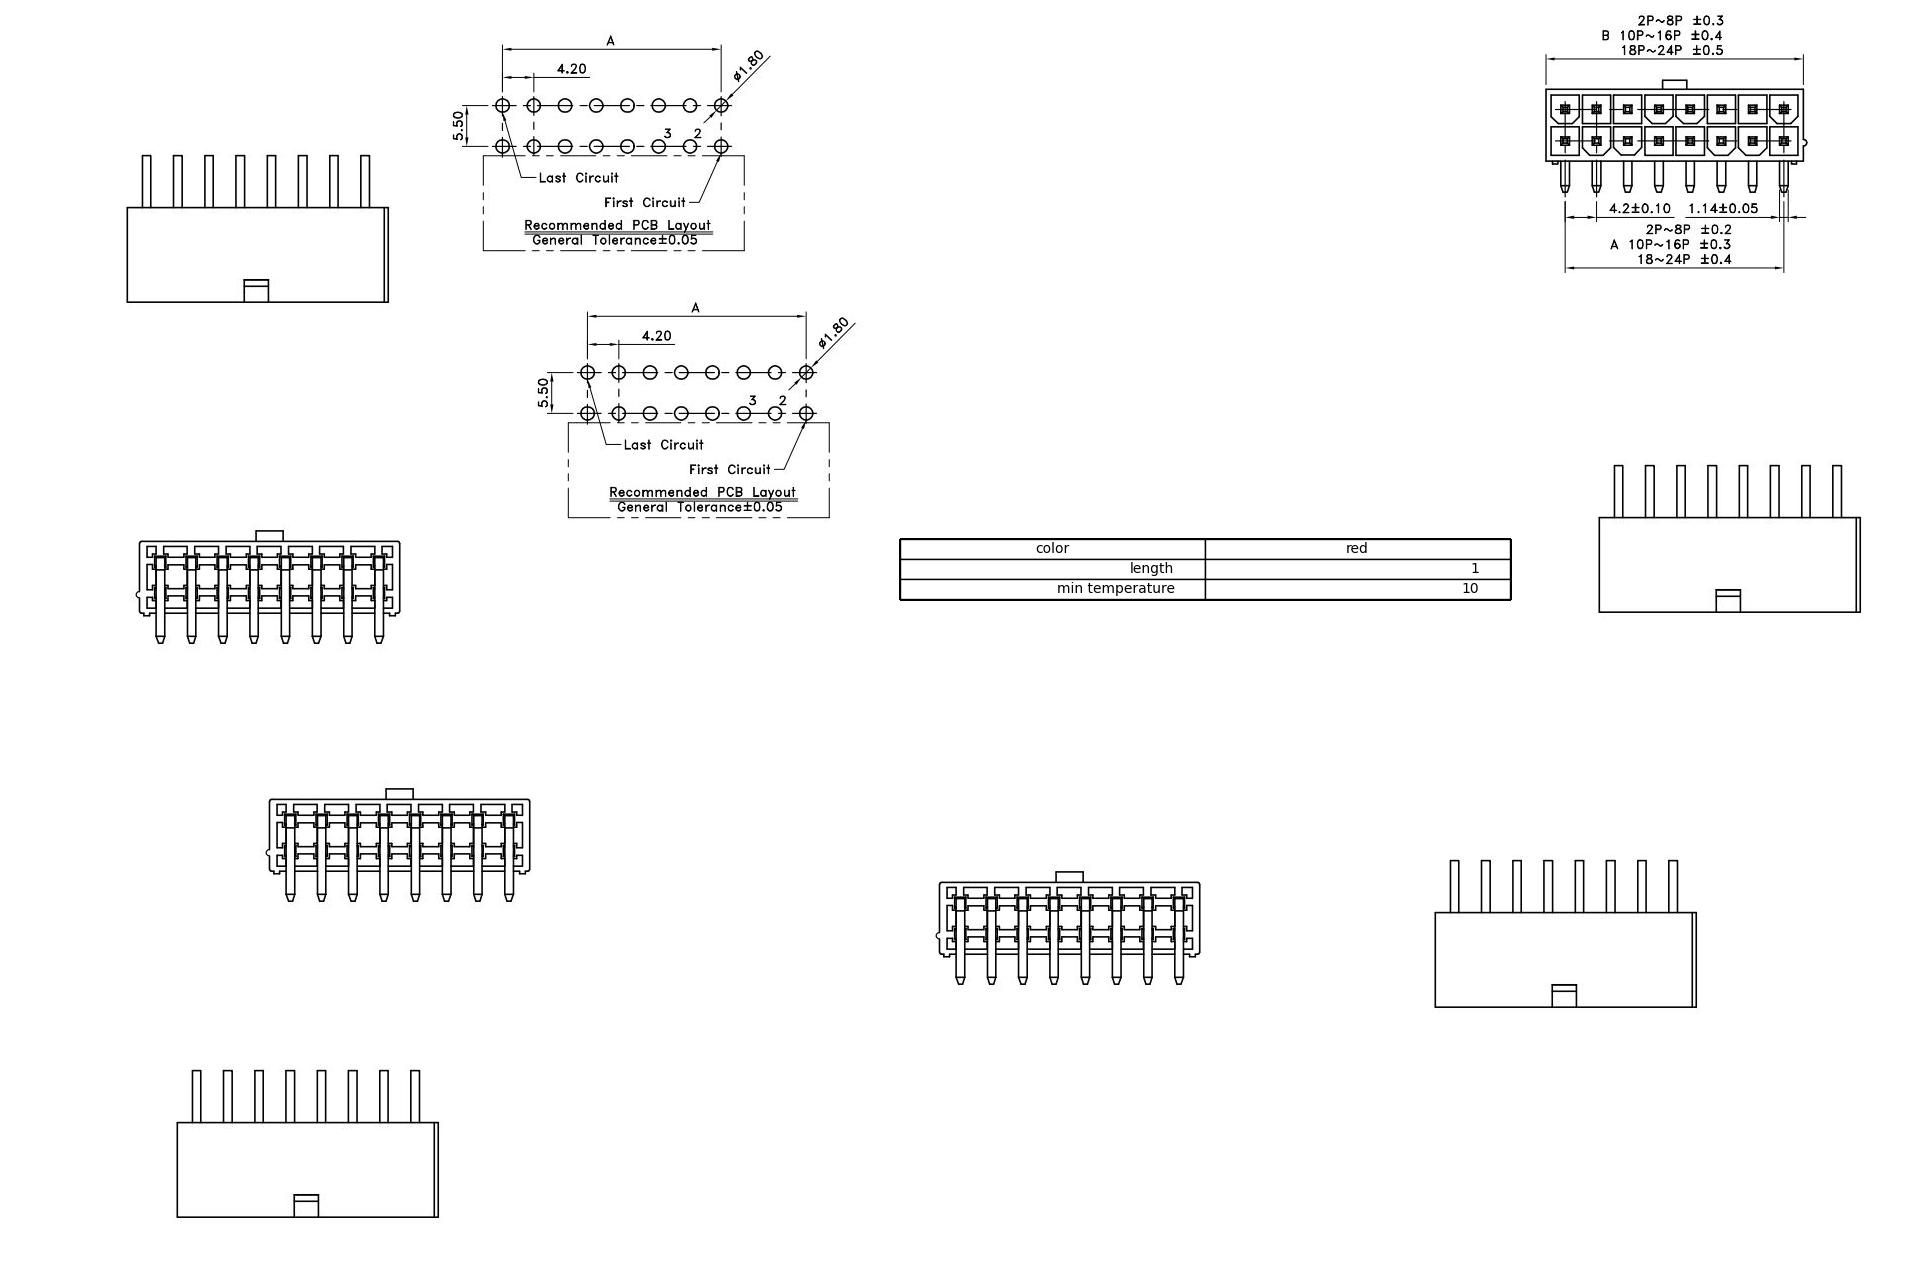 A
4.20
ø1.80
5.50
3 2
Last Circuit
First Circuit
Recommended PCB Layout
General Tolerance±0.05
2P~8P ±0.3
B 10P~16P ±0.4
18P~24P ±0.5
4.2±0.10 1.14±0.05
2P~8P ±0.2
A 10P~16P ±0.3
18~24P ±0.4
A
4.20
ø1.80
5.50
3 2
Last Circuit
First Circuit
Recommended PCB Layout
General Tolerance±0.05
color red
length 1
min temperature 10